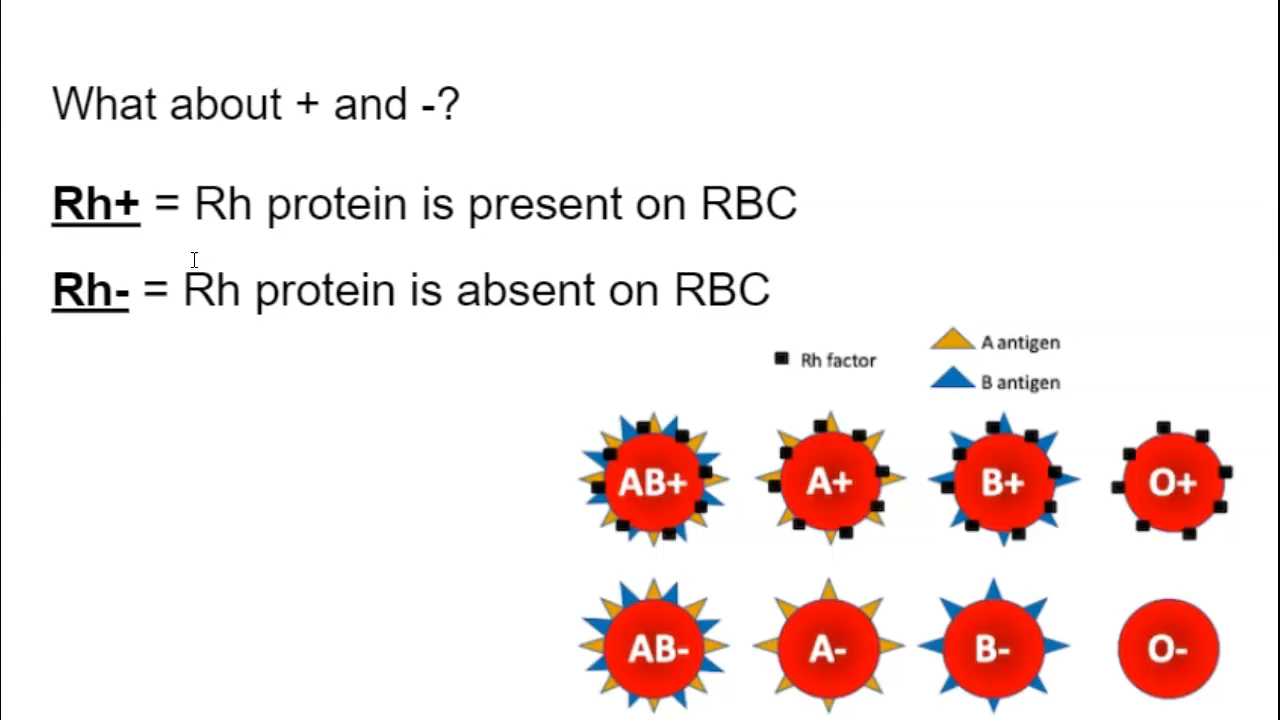 What about + and -?
Rh+ = Rh protein is present on RBC
Rh- = Rh protein is absent on RBC
Rh factor
A antigen
B antigen
AB+ A+ B+ O+
AB- A- B- O-